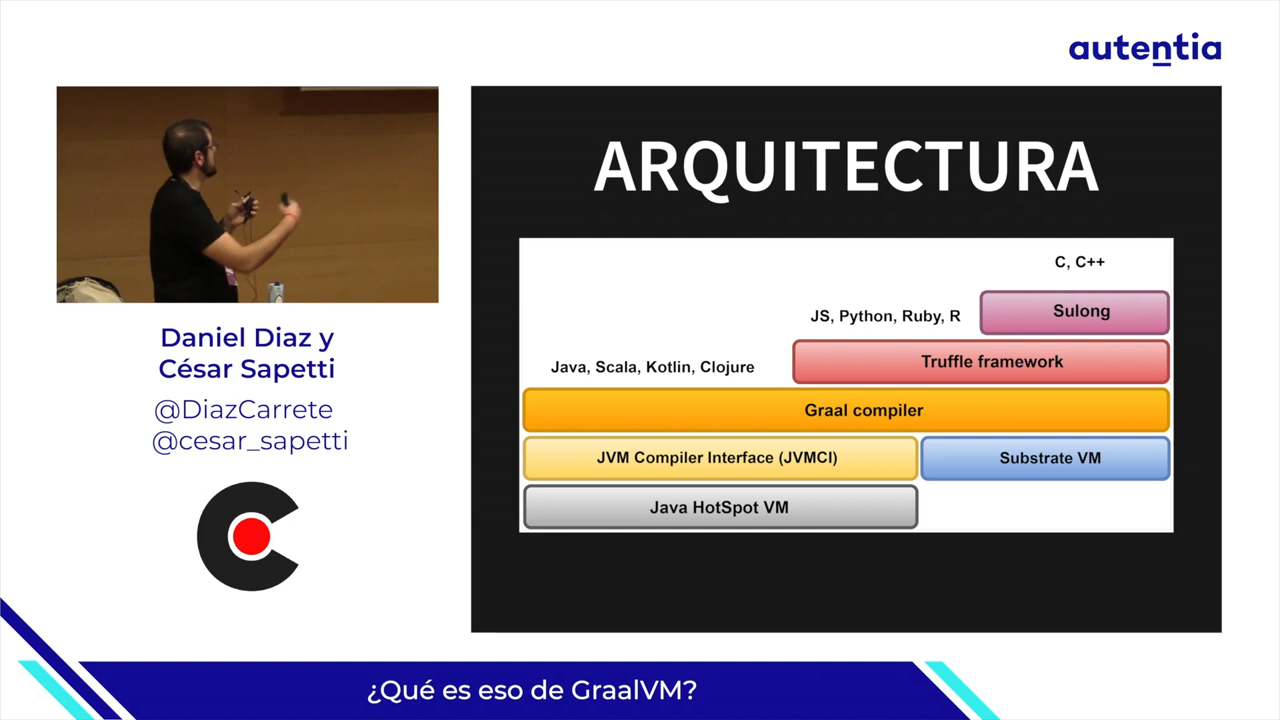 autentia
ARQUITECTURA
C, C++
JS, Python, Ruby, R
Sulong
Java, Scala, Kotlin, Clojure
Truffle framework
Graal compiler
JVM Compiler Interface (JVMCI)
Substrate VM
Java HotSpot VM
Daniel Diaz y
César Sapetti
@DiazCarrete
@cesar_sapetti
¿Qué es eso de GraalVM?